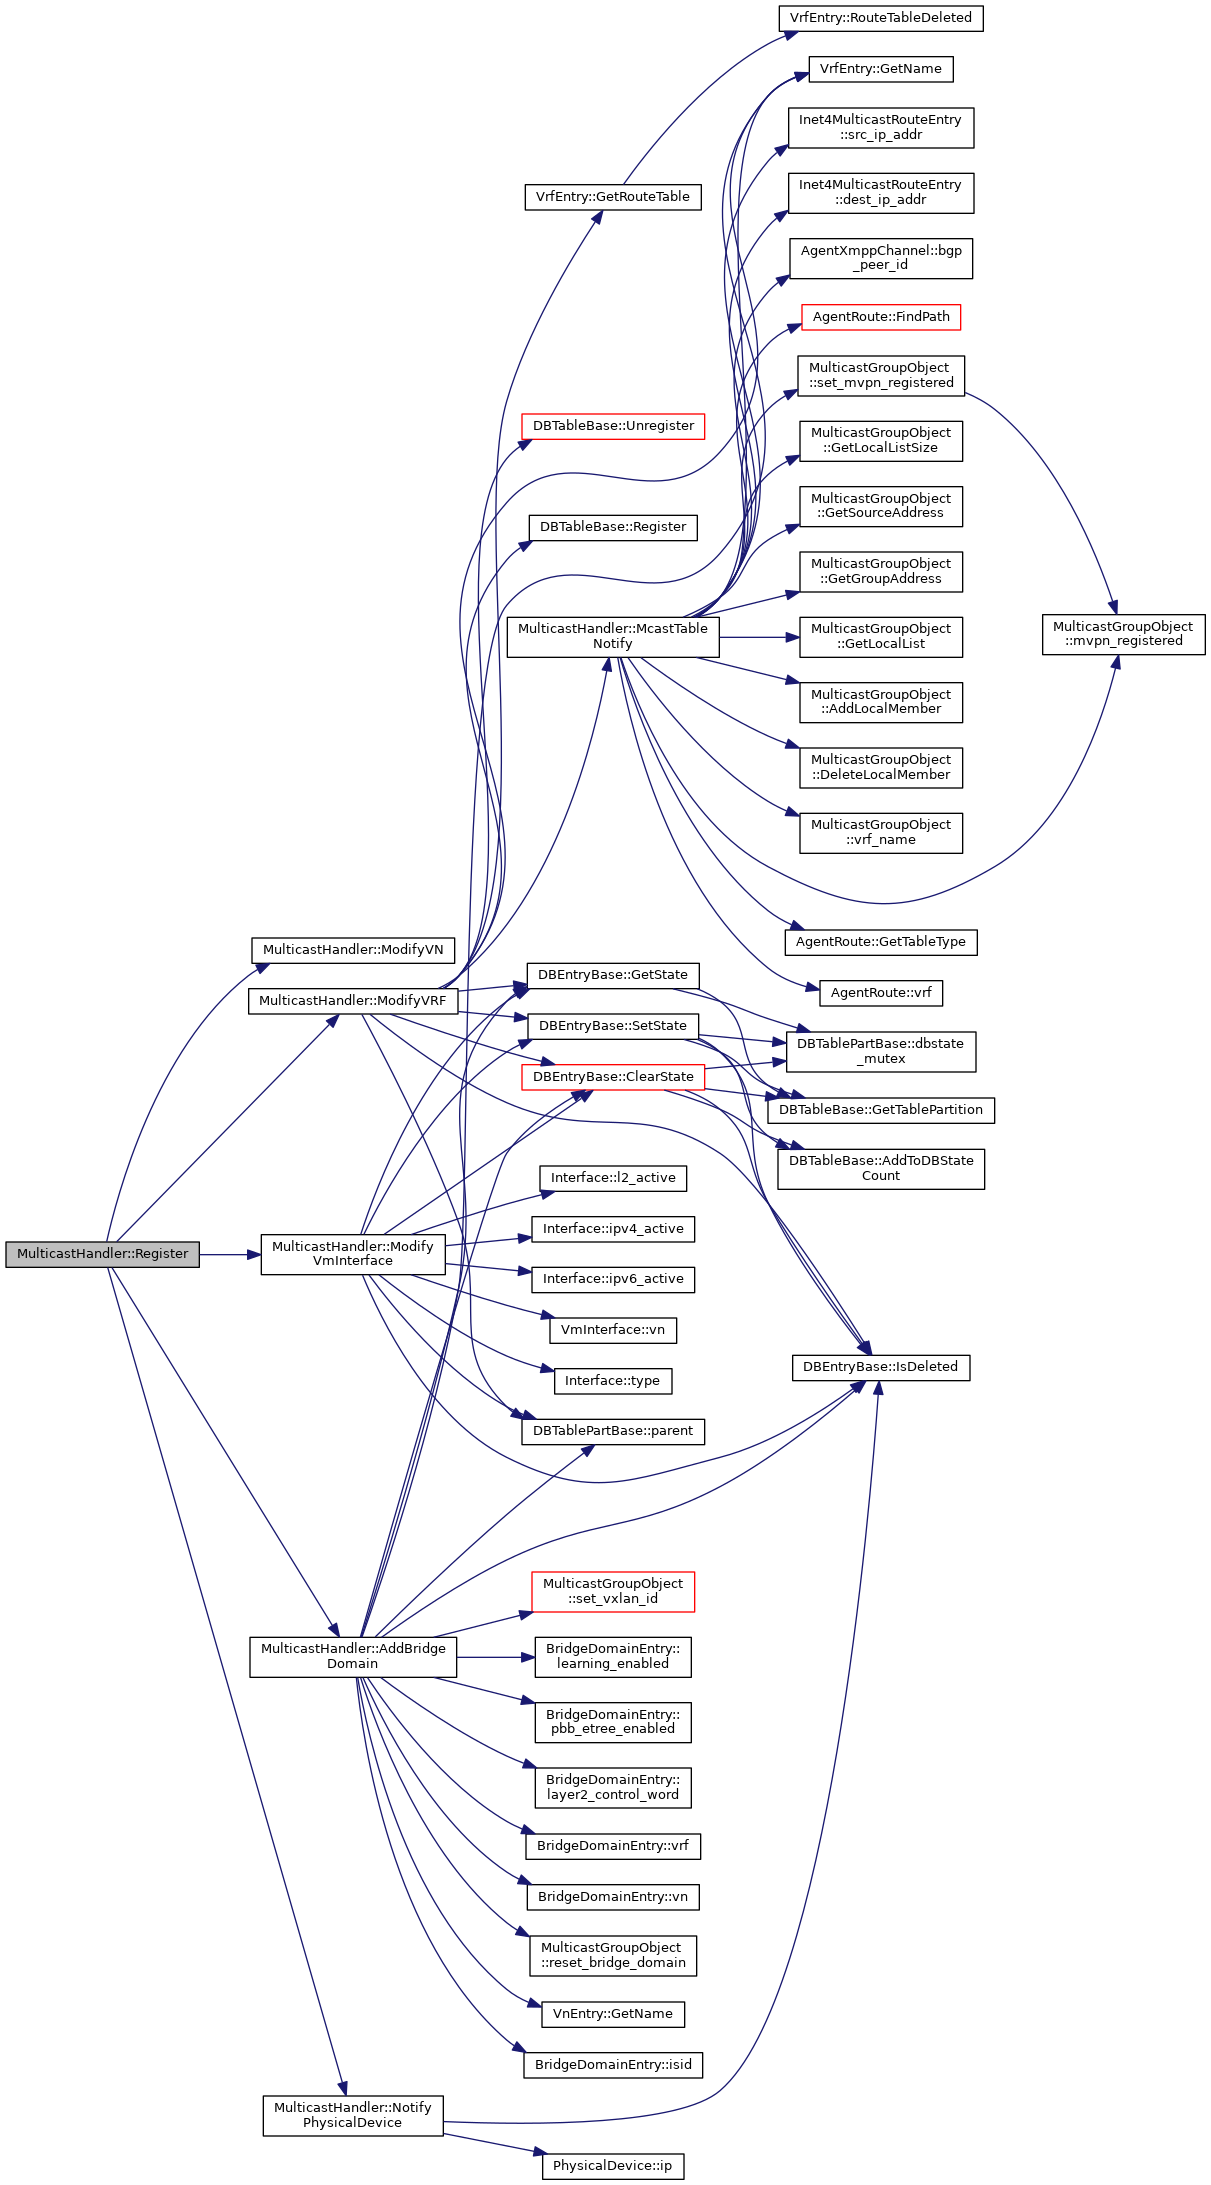 VrfEntry::RouteTableDeleted
VrfEntry::GetName
Inet4MulticastRouteEntry
::src_ip_addr
Inet4MulticastRouteEntry
::dest_ip_addr
VrfEntry::GetRouteTable
AgentXmppChannel::bgp
_peer_id
AgentRoute::FindPath
MulticastGroupObject
::set_mvpn_registered
DBTableBase::Unregister
MulticastGroupObject
::GetLocalListSize
MulticastGroupObject
::GetSourceAddress
DBTableBase::Register
MulticastGroupObject
::GetGroupAddress
MulticastHandler::McastTable
Notify
MulticastGroupObject
::GetLocalList
MulticastGroupObject
::mvpn_registered
MulticastGroupObject
::AddLocalMember
MulticastGroupObject
::DeleteLocalMember
MulticastGroupObject
::vrf_name
AgentRoute::GetTableType
MulticastHandler::ModifyVN
DBEntryBase::GetState
AgentRoute::vrf
MulticastHandler::ModifyVRF
DBEntryBase::SetState
DBTablePartBase::dbstate
_mutex
DBEntryBase::ClearState
DBTableBase::GetTablePartition
DBTableBase::AddToDBState
Count
Interface::l2_active
Interface::ipv4_active
MulticastHandler::Register
MulticastHandler::Modify
VmInterface
Interface::ipv6_active
VmInterface::vn
DBEntryBase::IsDeleted
Interface::type
DBTablePartBase::parent
MulticastGroupObject
::set_vxlan_id
MulticastHandler::AddBridge
Domain
BridgeDomainEntry::
learning_enabled
BridgeDomainEntry::
pbb_etree_enabled
BridgeDomainEntry::
layer2_control_word
BridgeDomainEntry::vrf
BridgeDomainEntry::vn
MulticastGroupObject
::reset_bridge_domain
VnEntry::GetName
BridgeDomainEntry::isid
MulticastHandler::Notify
PhysicalDevice
PhysicalDevice::ip